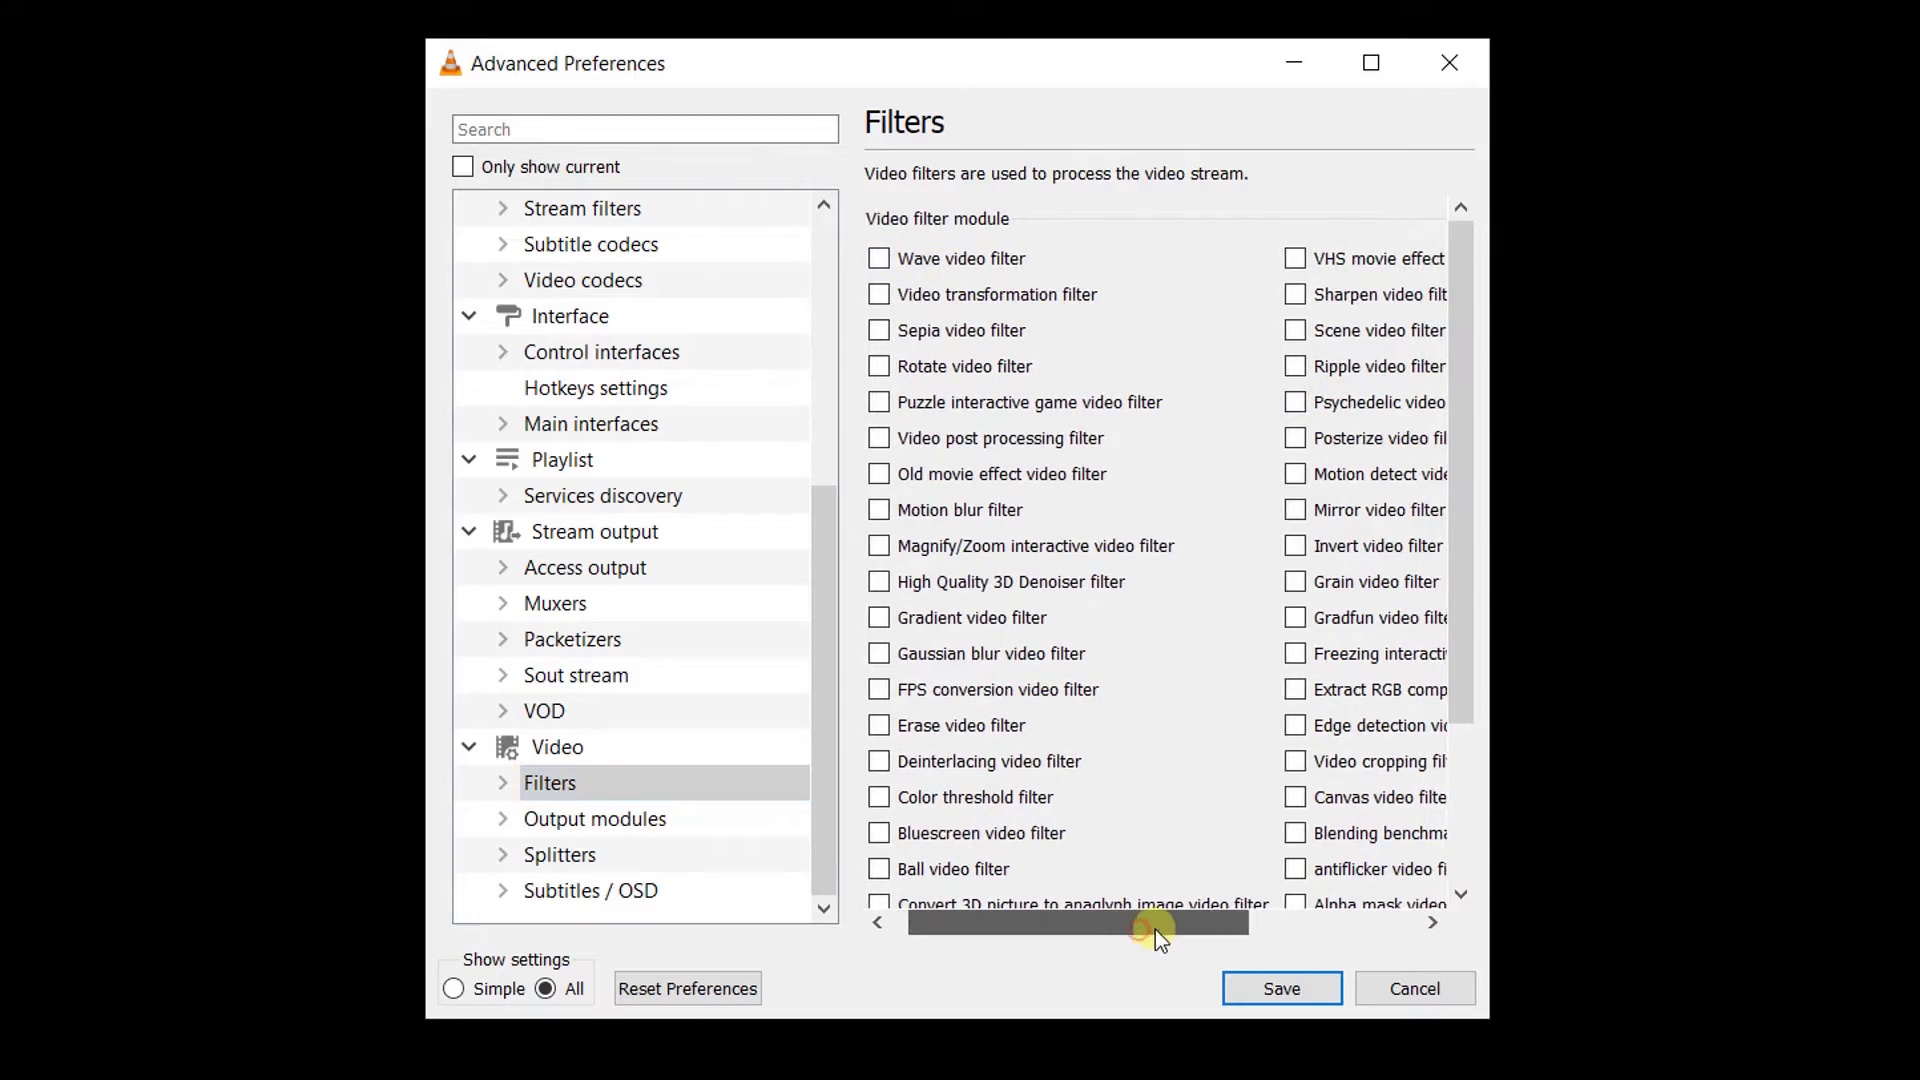 Advanced Preferences
Search
Only show current
Stream filters
Subtitle codecs
Video codecs
Interface
Control interfaces
Hotkeys settings
Main interfaces
Playlist
Services discovery
Stream output
Access output
Muxers
Packetizers
Sout stream
VOD
Video
Filters
Output modules
Splitters
Subtitles / OSD
Show settings
Simple
All
Reset Preferences
Filters
Video filters are used to process the video stream.
Video filter module
Wave video filter
VHS movie effect
Video transformation filter
Sharpen video filt
Sepia video filter
Scene video filter
Rotate video filter
Ripple video filter
Puzzle interactive game video filter
Psychedelic video
Video post processing filter
Posterize video fil
Old movie effect video filter
Motion detect vide
Motion blur filter
Mirror video filter
Magnify/Zoom interactive video filter
Invert video filter
High Quality 3D Denoiser filter
Grain video filter
Gradient video filter
Gradfun video filte
Gaussian blur video filter
Freezing interacti
FPS conversion video filter
Extract RGB comp
Erase video filter
Edge detection vid
Deinterlacing video filter
Video cropping fil
Color threshold filter
Canvas video filte
Bluescreen video filter
Blending benchma
Ball video filter
antiflicker video fi
Convert 3D picture to anaglyph image video filter
Alpha mask video
Save
Cancel